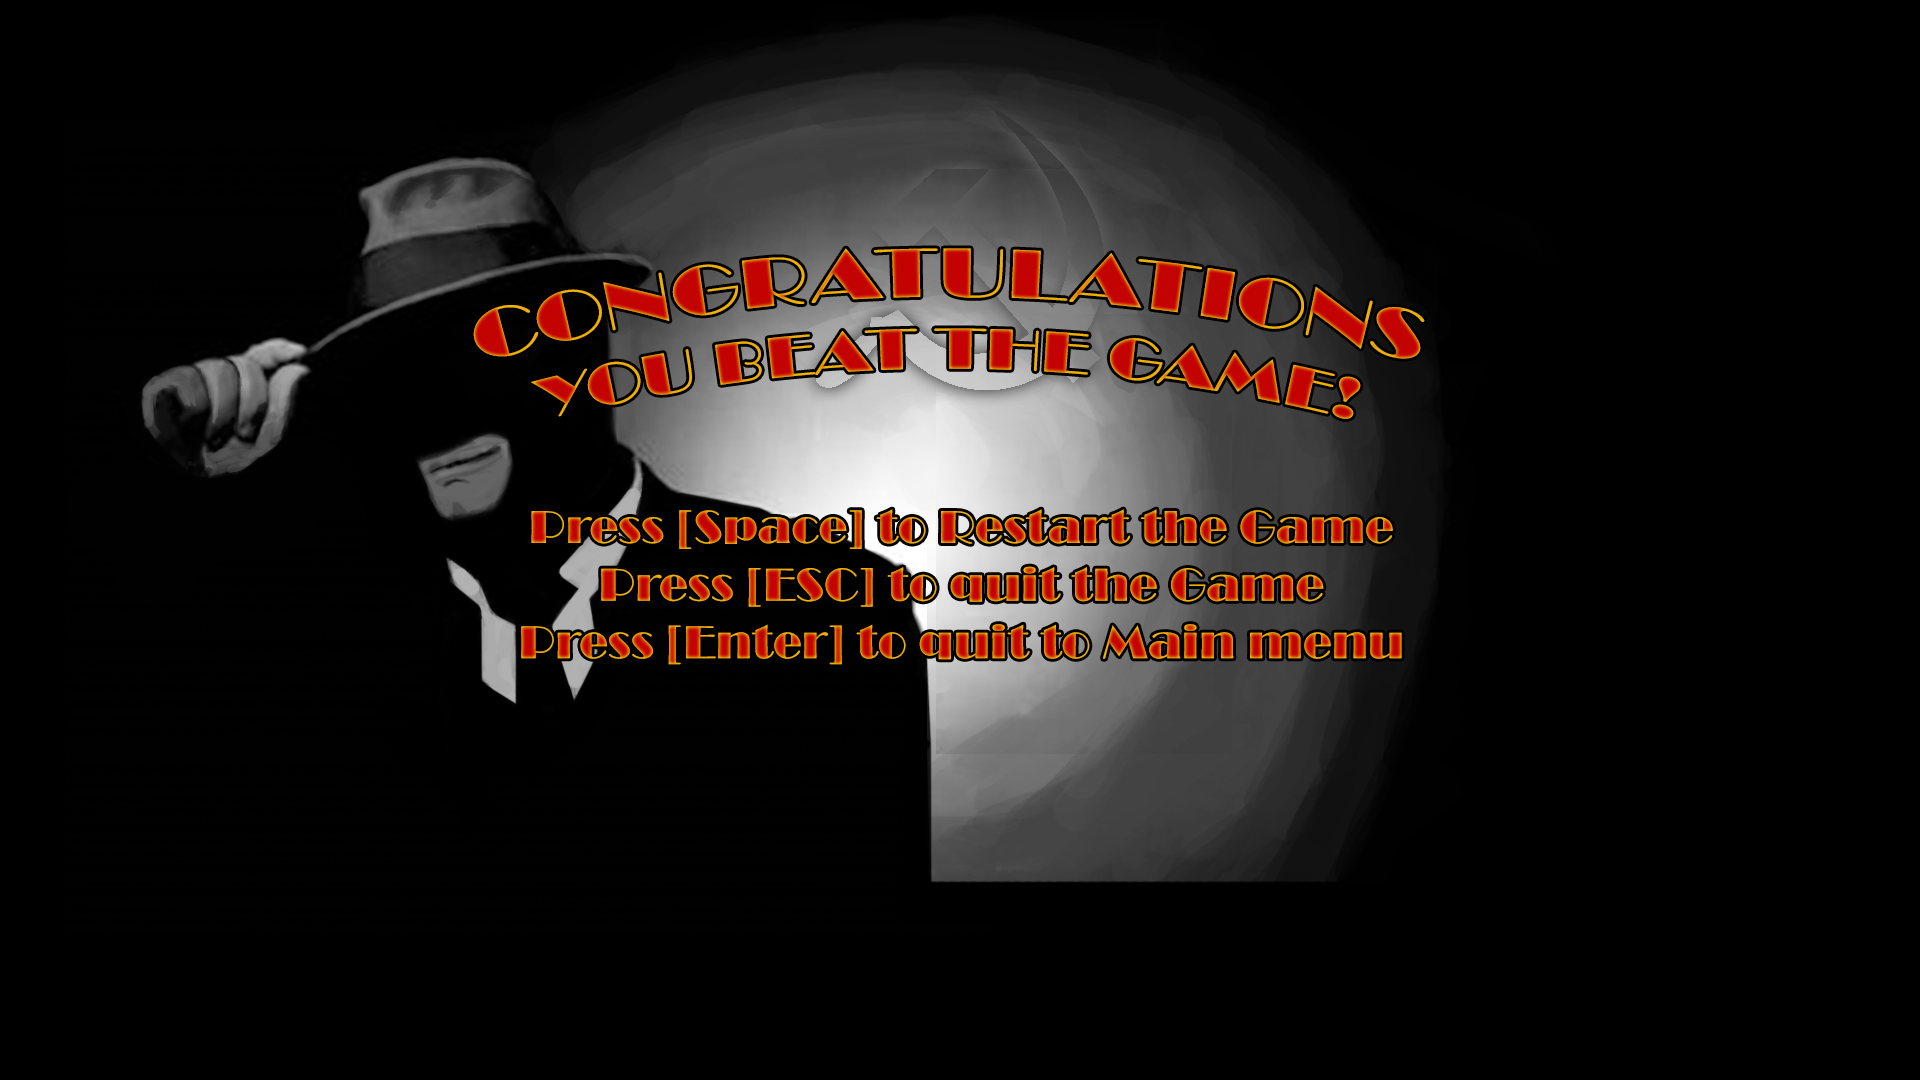 CONGRATULATIONS
YOU BEAT THE GAME!
Press [Space] to Restart the Game
Press [ESC] to quit the Game
Press [Enter] to quit to Main menu